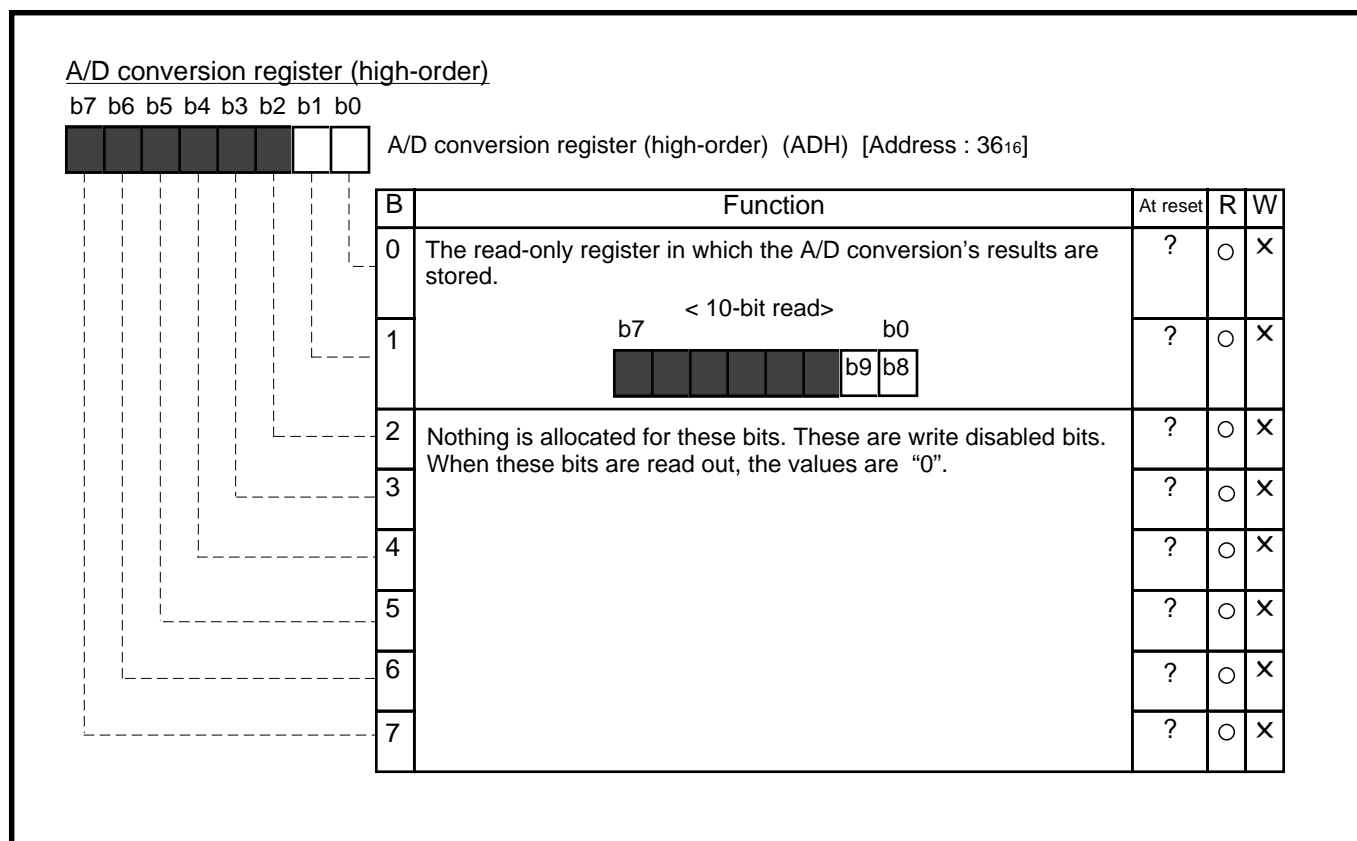 A/D conversion register (high-order)
b7 b6 b5 b4 b3 b2 b1 b0
A/D conversion register (high-order) (ADH) [Address : 36₁₆]
B Function At reset R W
0 The read-only register in which the A/D conversion’s results are ? ○ ×
stored.
< 10-bit read>
b7 b0
1 ? ○ ×
b9 b8
2 Nothing is allocated for these bits. These are write disabled bits. ? ○ ×
When these bits are read out, the values are “0”.
3 ? ○ ×
4 ? ○ ×
5 ? ○ ×
6 ? ○ ×
7 ? ○ ×